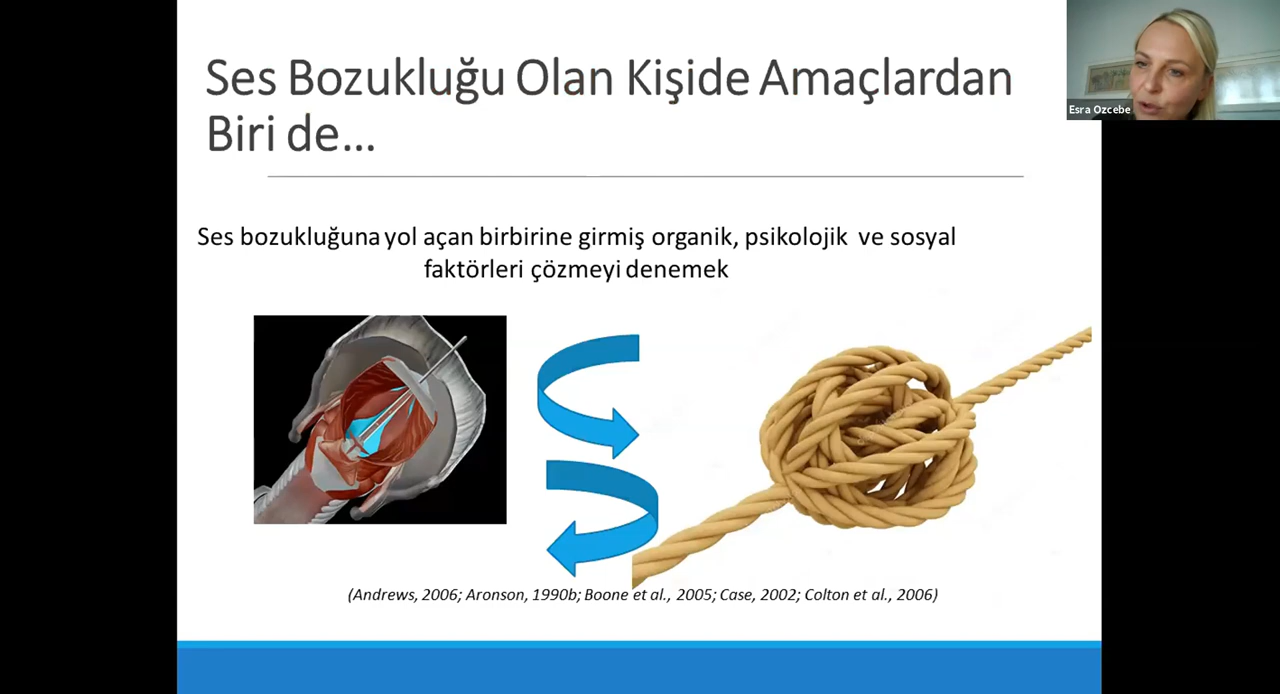 Ses Bozukluğu Olan Kişide Amaçlardan
Biri de...
Esra Ozcebe
Ses bozukluğuna yol açan birbirine girmiş organik, psikolojik ve sosyal
faktörleri çözmeyi denemek
(Andrews, 2006; Aronson, 1990b; Boone et al., 2005; Case, 2002; Colton et al., 2006)